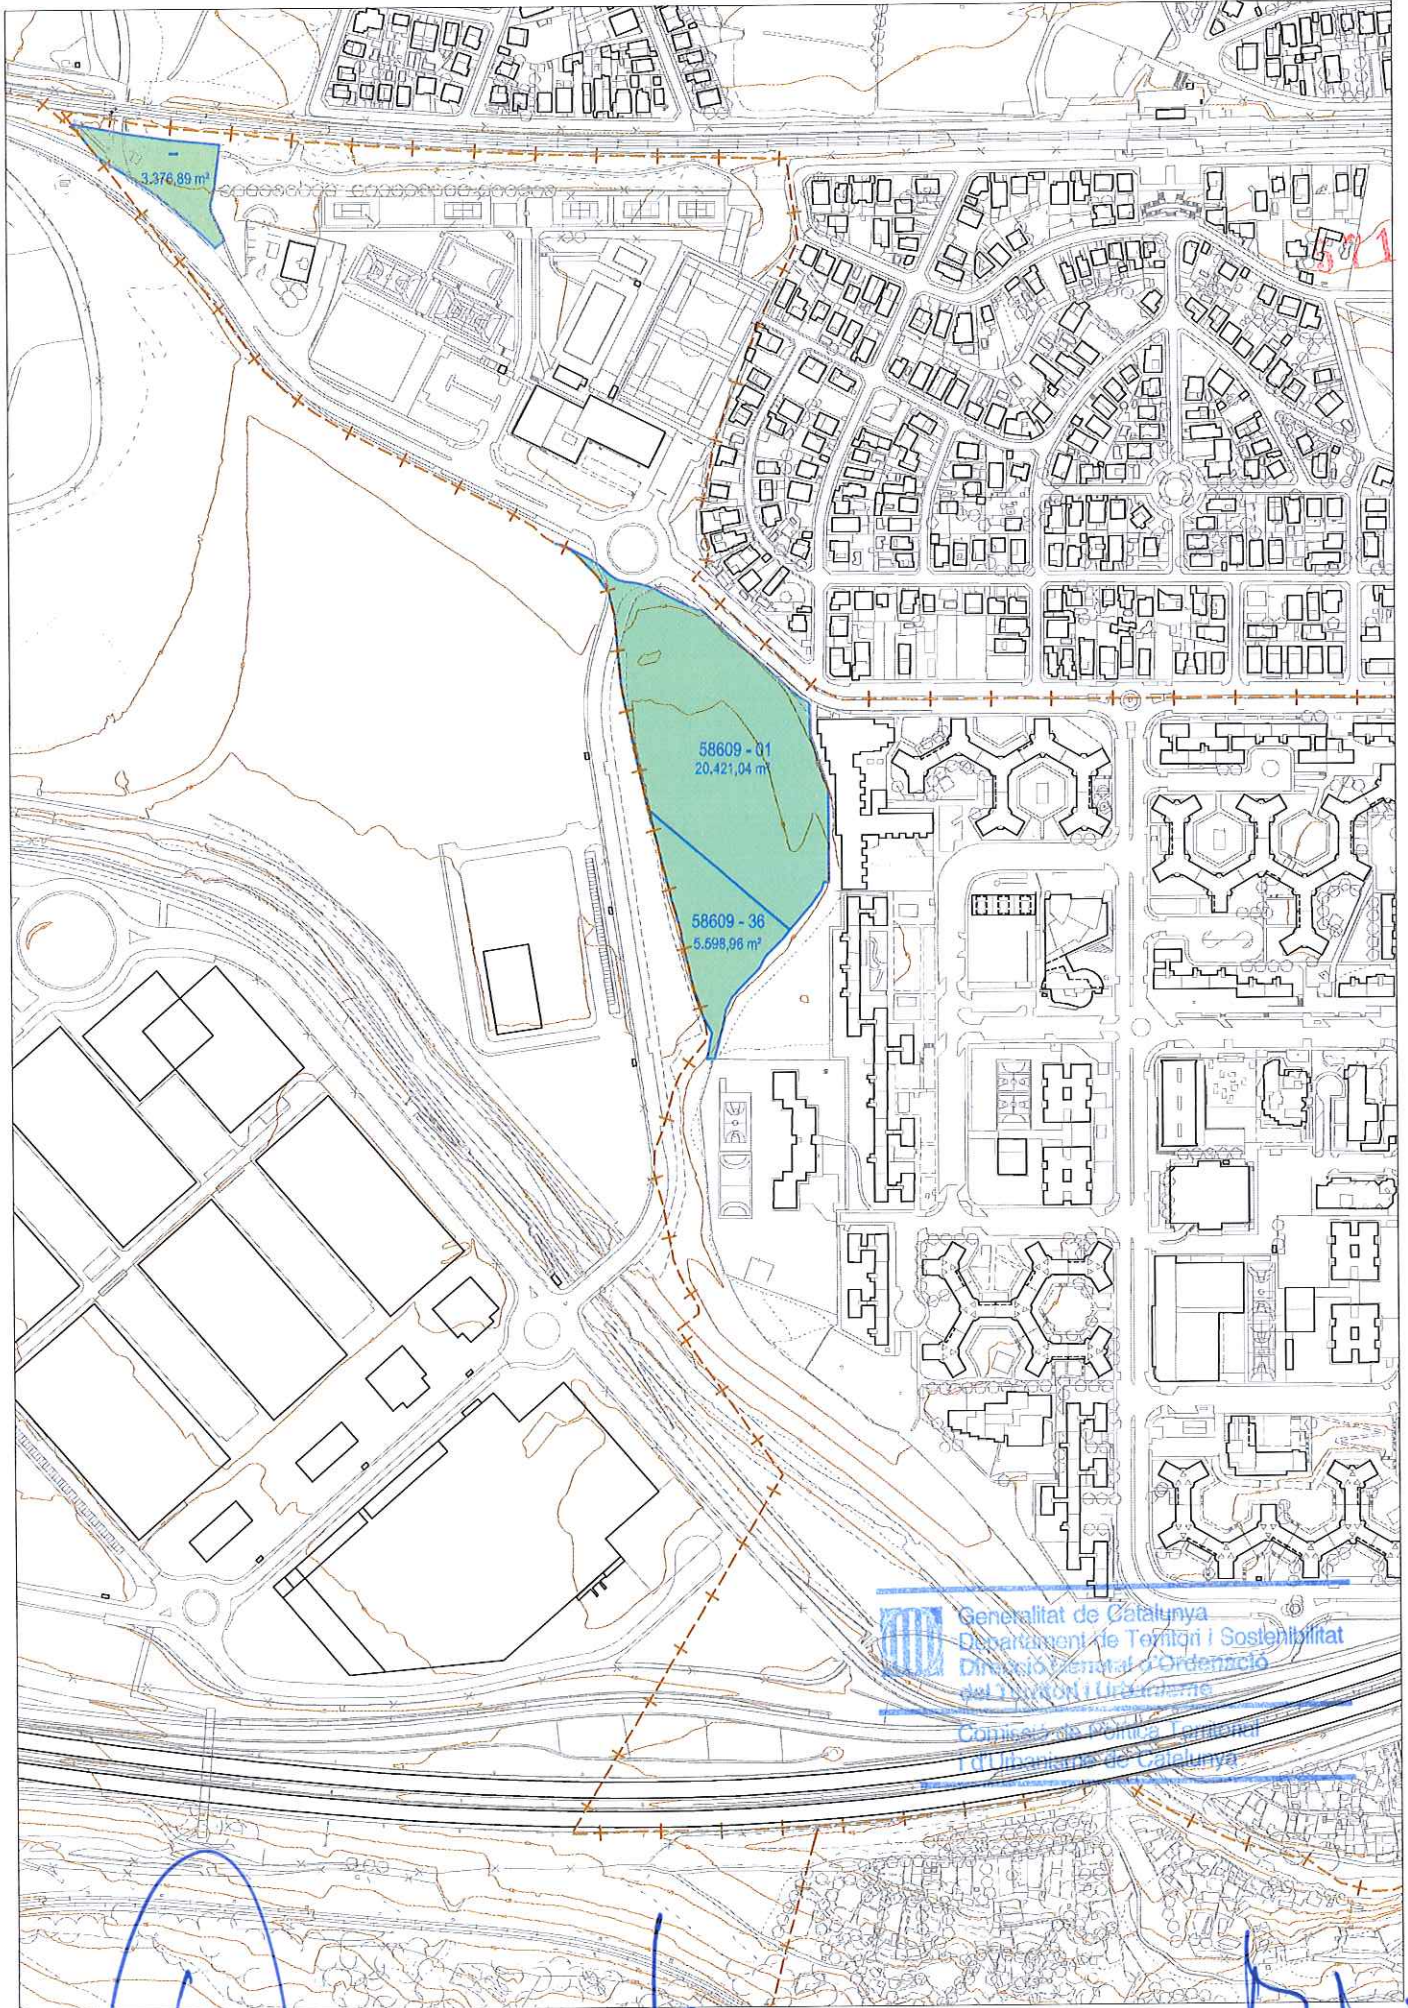 -
3.376,89 m²
571
58609 - 01
20.421,04 m²
58609 - 36
5.598,96 m²
Generalitat de Catalunya
Departament de Territori i Sostenibilitat
Direcció General d'Ordenació
del Territori i Urbanisme
Comissió de Política Territorial
i d'Urbanisme de Catalunya